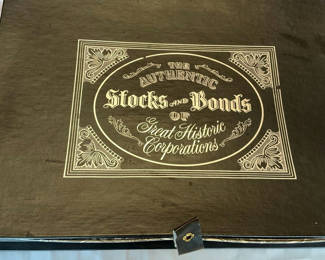 THE
AUTHENTIC
Stocks AND Bonds
OF
Great Historic
Corporations